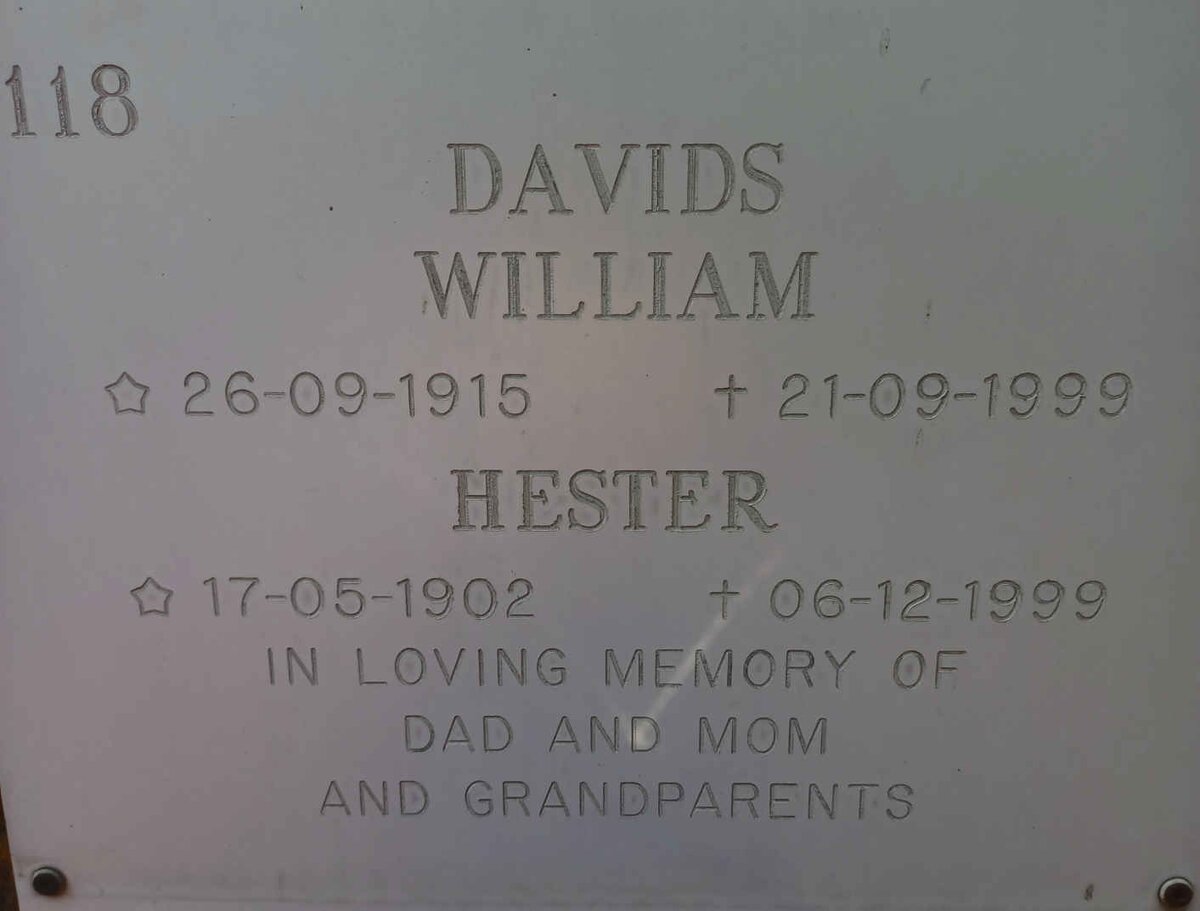 118
DAVIDS
WILLIAM
☆ 26-09-1915 † 21-09-1999
HESTER
☆ 17-05-1902 † 06-12-1999
IN LOVING MEMORY OF
DAD AND MOM
AND GRANDPARENTS